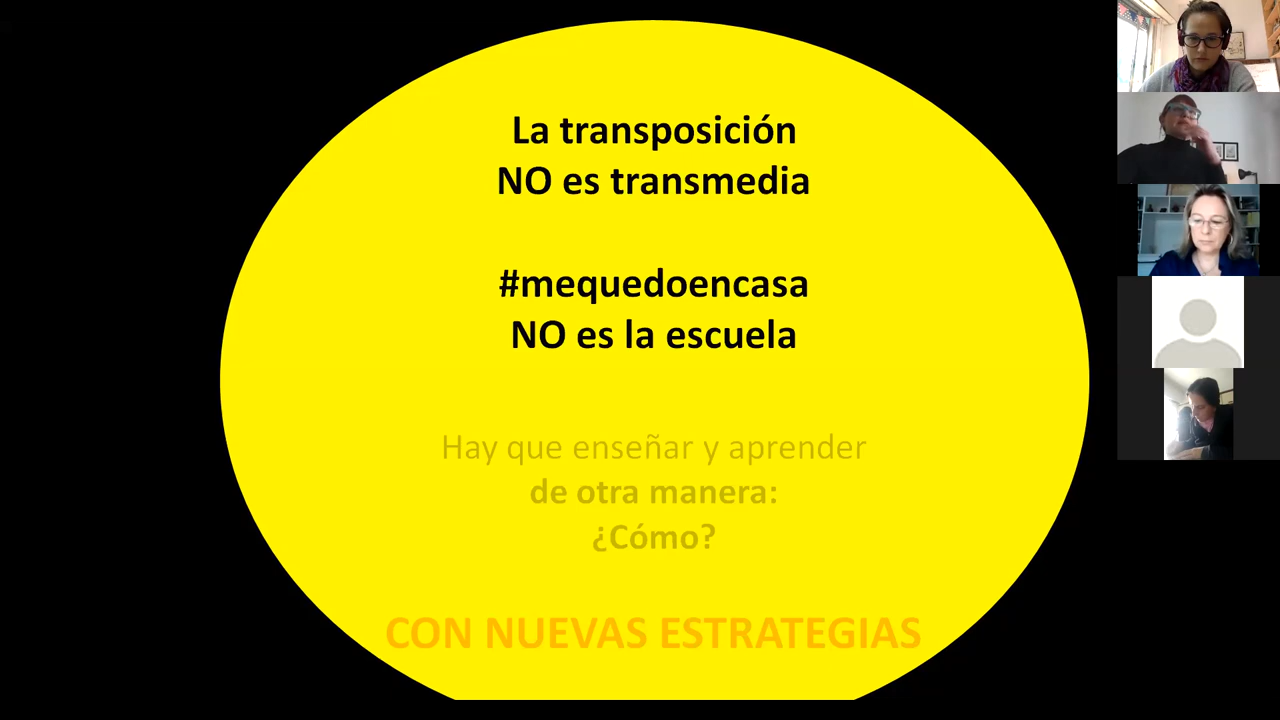 La transposición
NO es transmedia
#mequedoencasa
NO es la escuela
Hay que enseñar y aprender
de otra manera:
¿Cómo?
CON NUEVAS ESTRATEGIAS